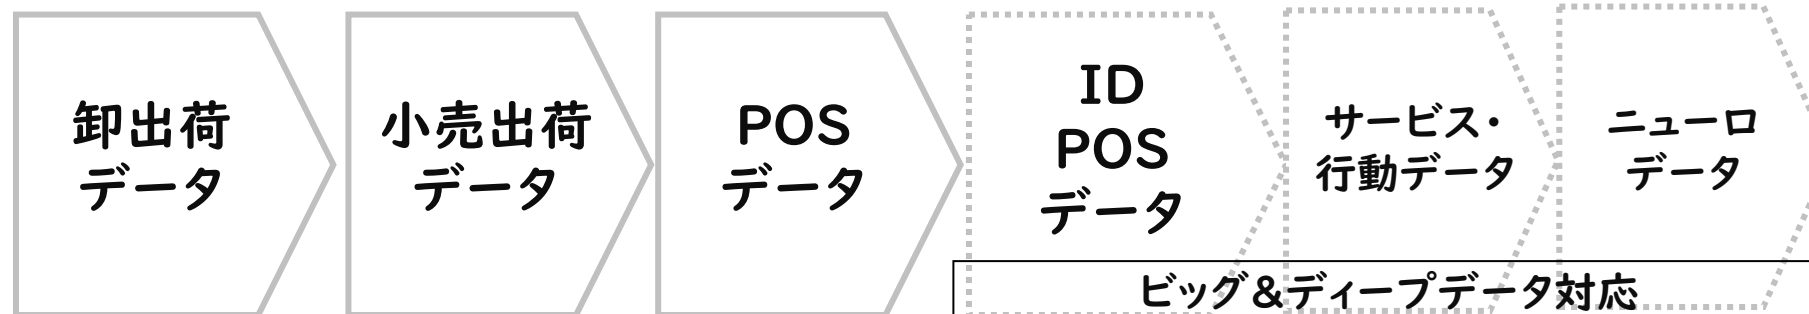 卸出荷
データ
小売出荷
データ
POS
データ
ID
POS
データ
サービス・
行動データ
ニューロ
データ
ビッグ＆ディープデータ対応